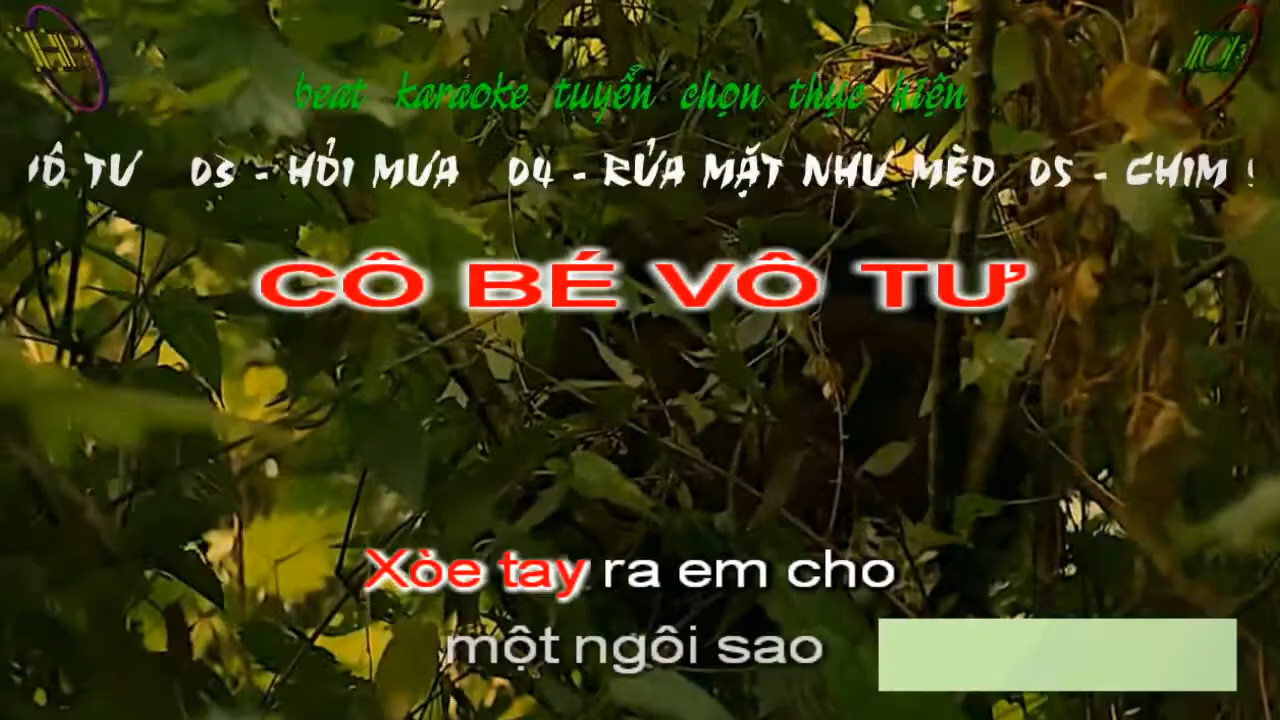 beat karaoke tuyển chọn thực hiện
TƯ 03 - HỎI MƯA 04 - RỬA MẶT NHƯ MÈO 05 - CHIM
CÔ BÉ VÔ TƯ
Xòe tay ra em cho
một ngôi sao